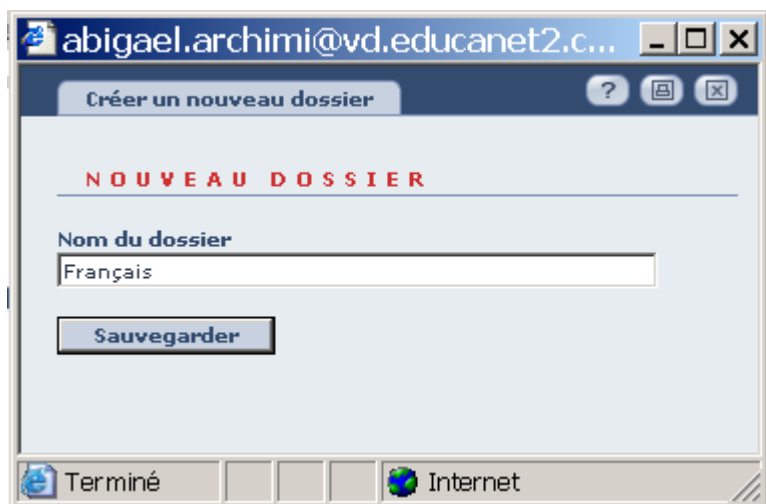 abigael.archimi@vd.educanet2.c...
Créer un nouveau dossier
?
NOUVEAU DOSSIER
Nom du dossier
Français
Sauvegarder
Terminé
Internet